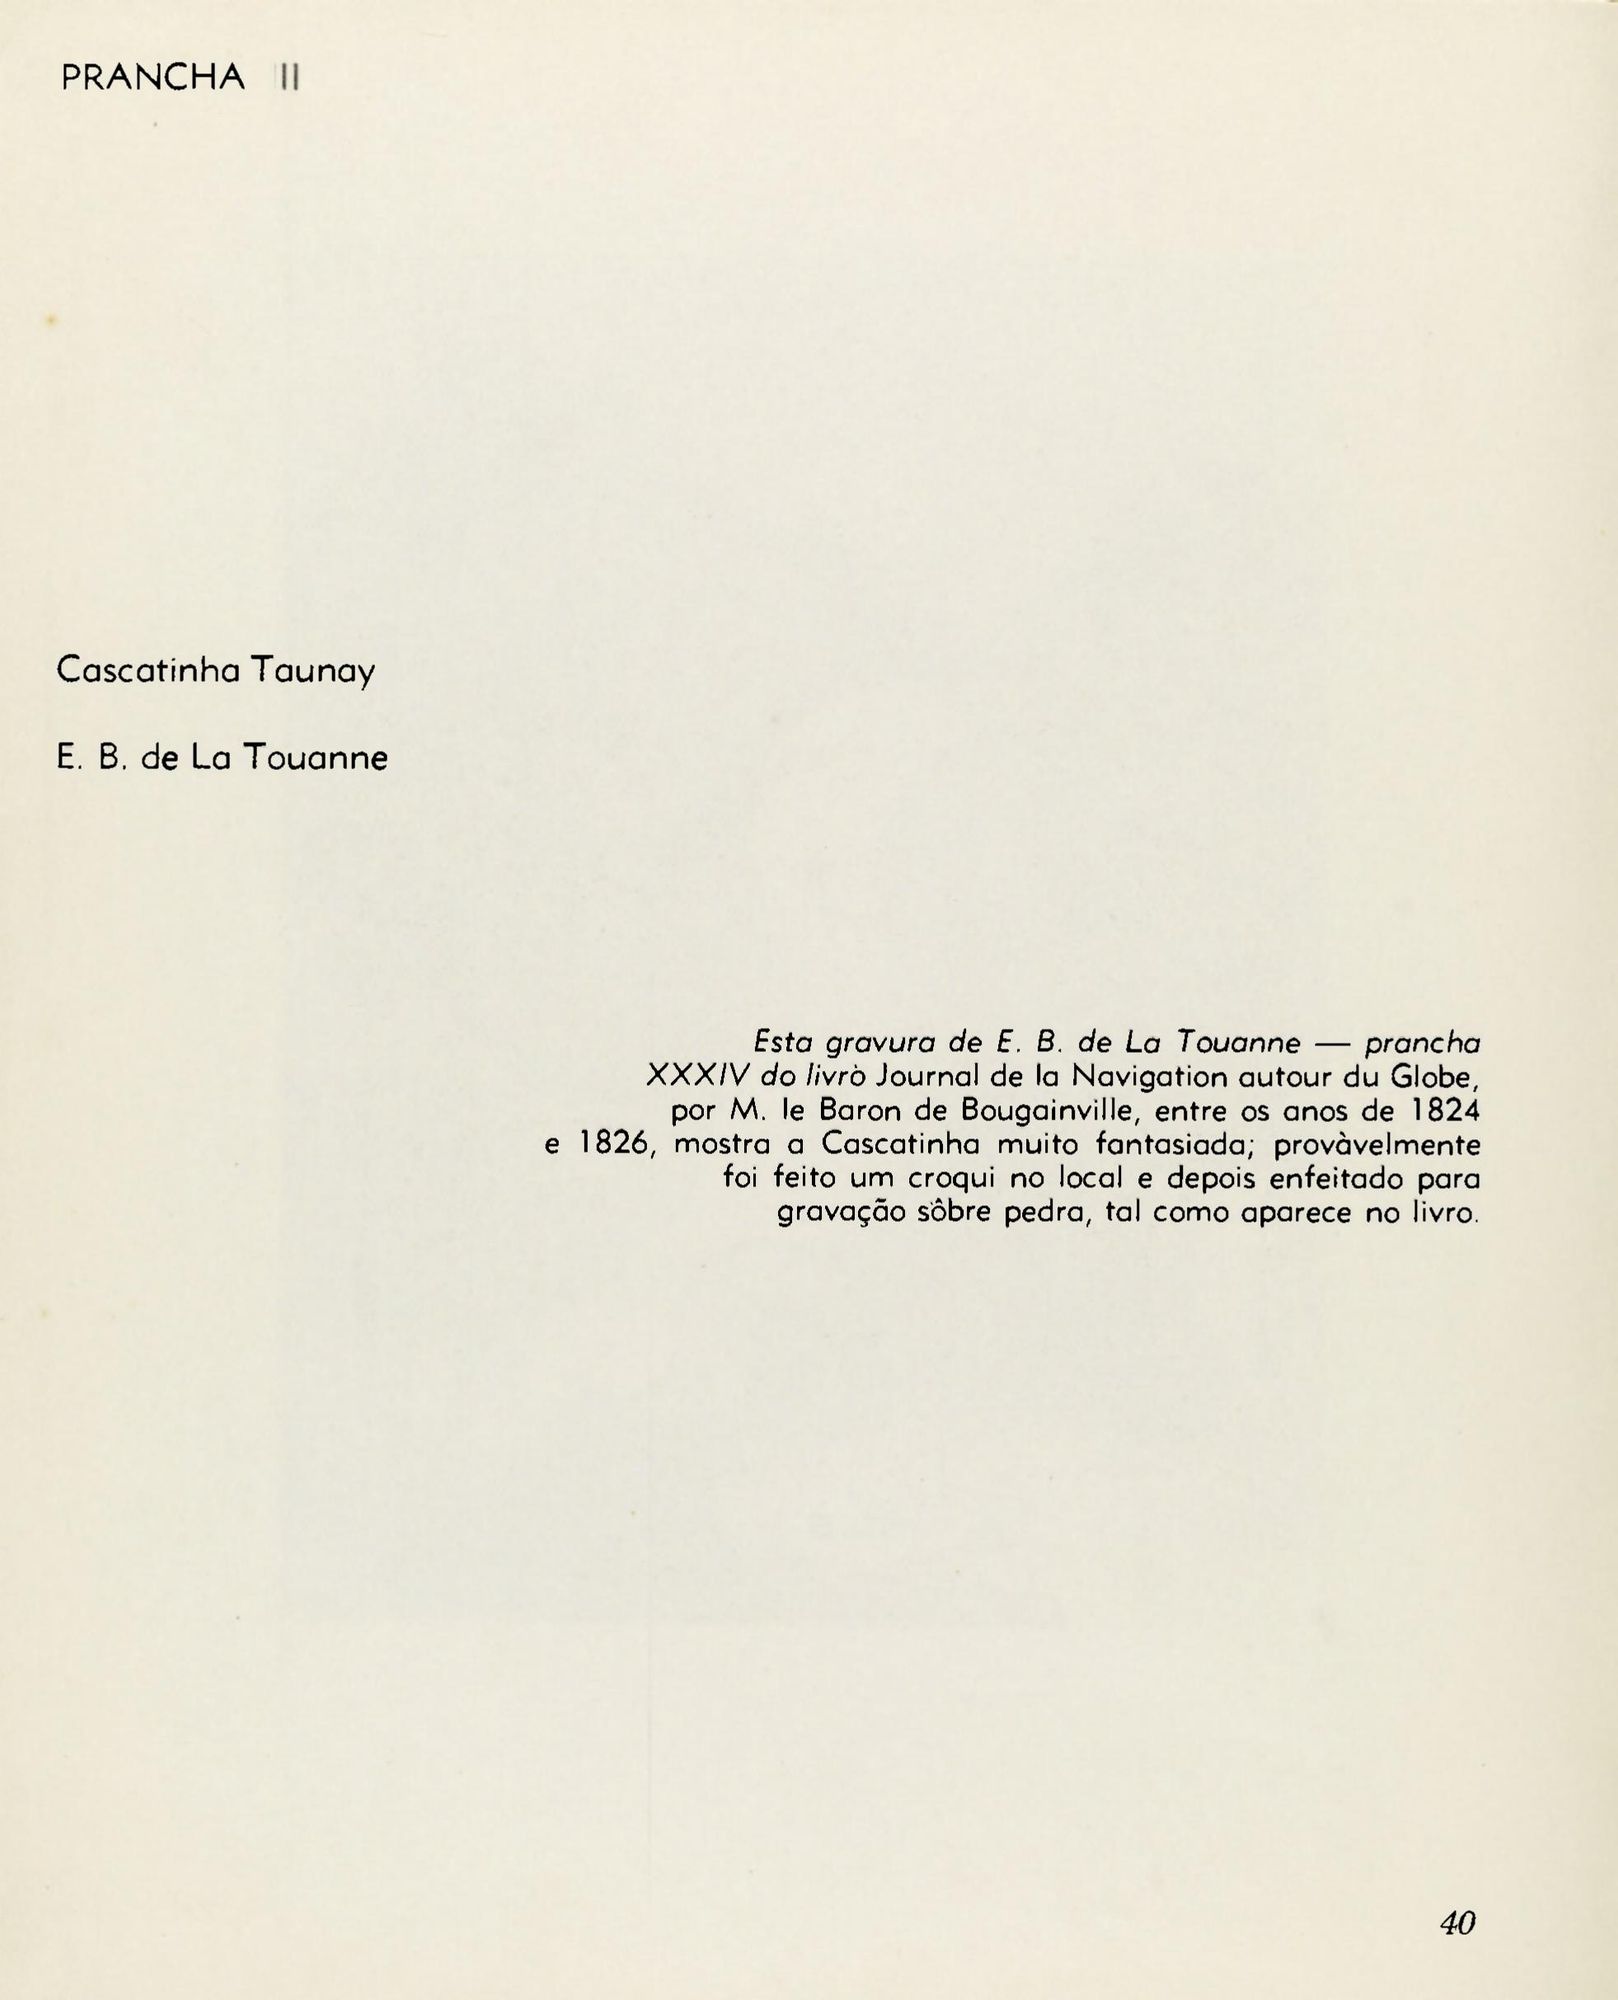 PRANCHA II
Cascatinha Taunay
E. B. de La Touanne
Esta gravura de E. B. de La Touanne — prancha
XXXIV do livrò Journal de la Navigation autour du Globe,
por M. le Baron de Bougainville, entre os anos de 1824
e 1826, mostra a Cascatinha muito fantasiada; provàvelmente
foi feito um croqui no local e depois enfeitado para
gravação sôbre pedra, tal como aparece no livro.
40